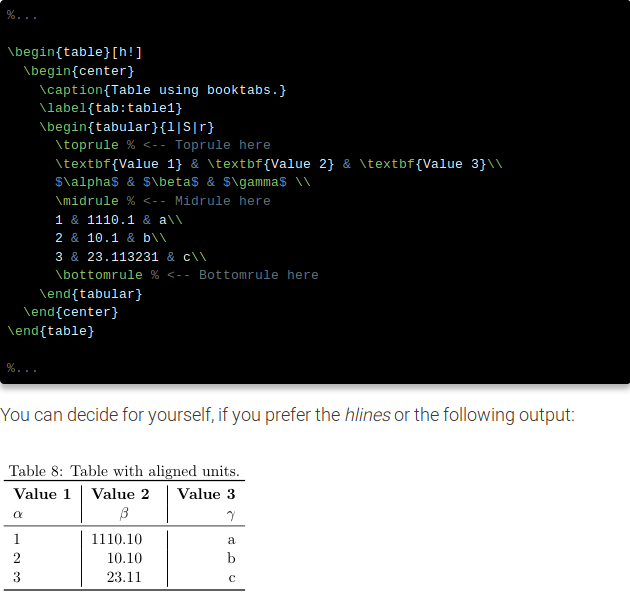 %...
\begin{table}[h!]
\begin{center}
\caption{Table using booktabs.}
\label{tab:table1}
\begin{tabular}{l|S|r}
\toprule % <-- Toprule here
\textbf{Value 1} & \textbf{Value 2} & \textbf{Value 3}\\
$\alpha$ & $\beta$ & $\gamma$ \\
\midrule % <-- Midrule here
1 & 1110.1 & a\\
2 & 10.1 & b\\
3 & 23.113231 & c\\
\bottomrule % <-- Bottomrule here
\end{tabular}
\end{center}
\end{table}
%...
You can decide for yourself, if you prefer the hlines or the following output:
Table 8: Table with aligned units.
Value 1 Value 2 Value 3
α β γ
1 1110.10 a
2 10.10 b
3 23.11 c